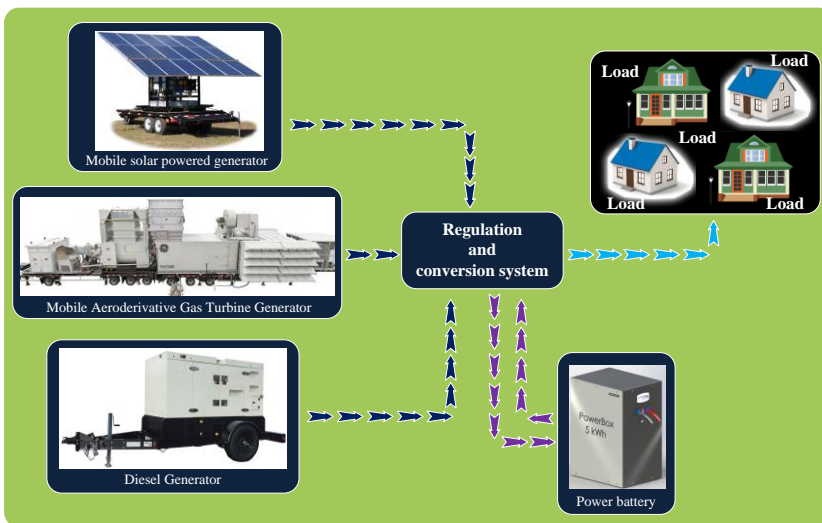 Mobile solar powered generator
Load
Load
Load
Load
Regulation
and
conversion system
Mobile Aeroderivative Gas Turbine Generator
Diesel Generator
PowerBox
5 kWh
Power battery